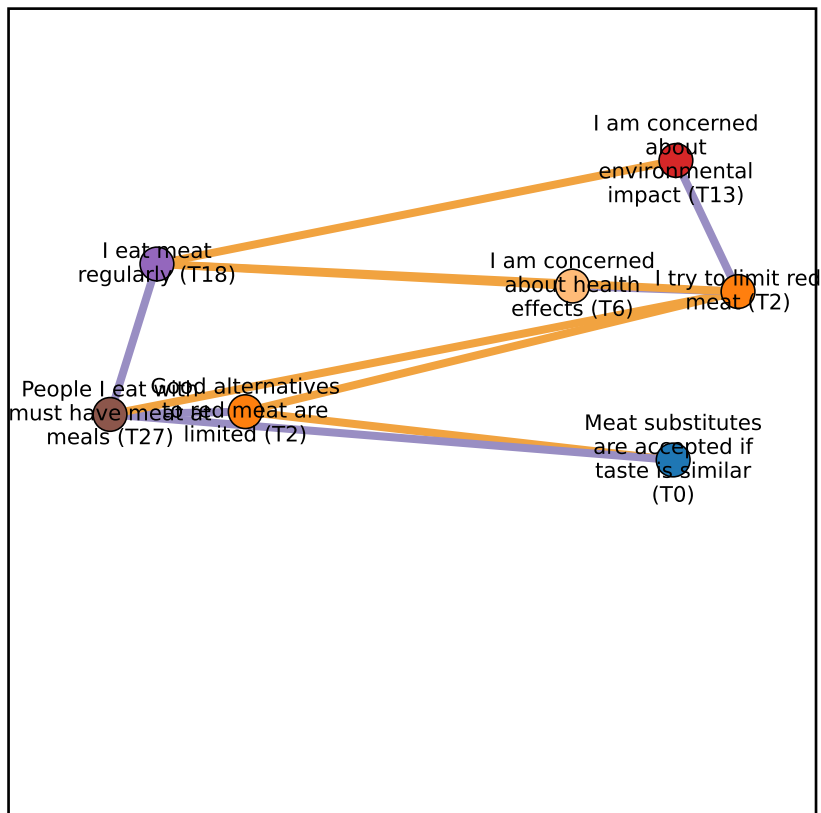 I am concerned
about
environmental
impact (T13)
I eat meat
regularly (T18)
I am concerned
about health
effects (T6)
I try to limit red
meat (T2)
People I eat with
must have meat at
meals (T27)
Good alternatives
to red meat are
limited (T2)
Meat substitutes
are accepted if
taste is similar
(T0)